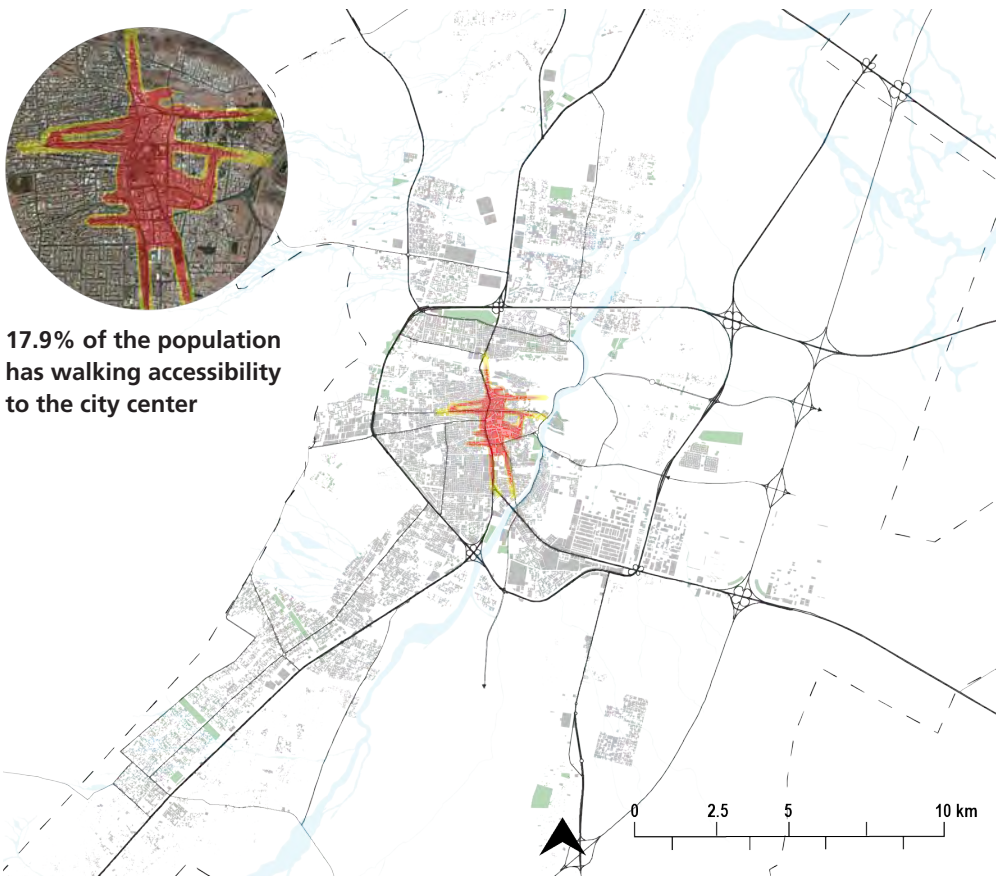 17.9% of the population
has walking accessibility
to the city center
0 2.5 5 10 km